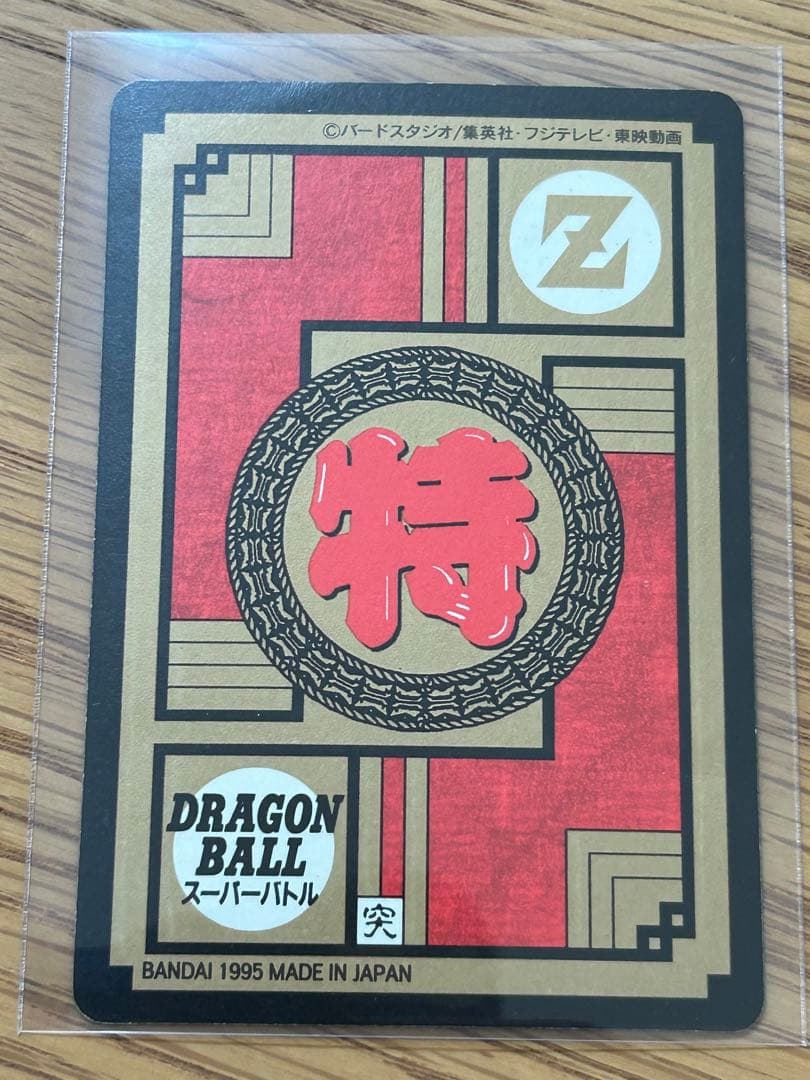 ©バードスタジオ/集英社・フジテレビ・東映動画
Z
特
DRAGON
BALL
スーパーバトル
突
BANDAI 1995 MADE IN JAPAN